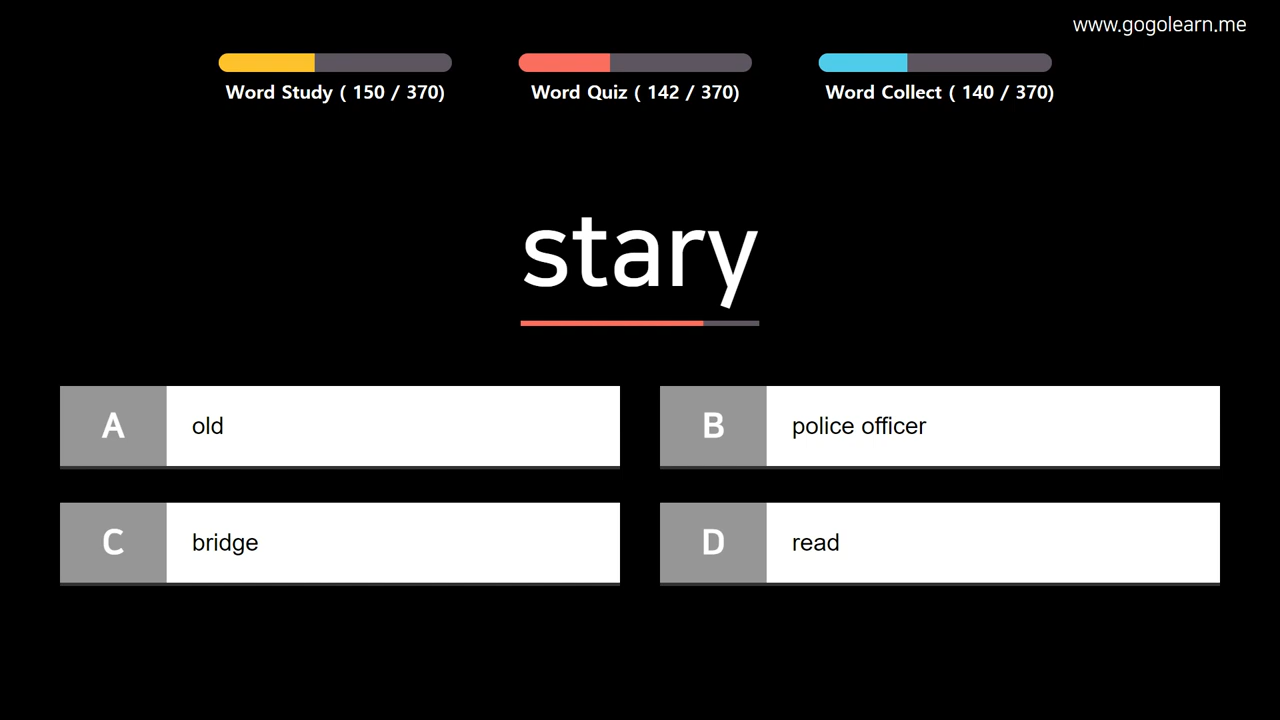 www.gogolearn.me
Word Study ( 150 / 370)
Word Quiz ( 142 / 370)
Word Collect ( 140 / 370)
stary
A
old
B
police officer
C
bridge
D
read